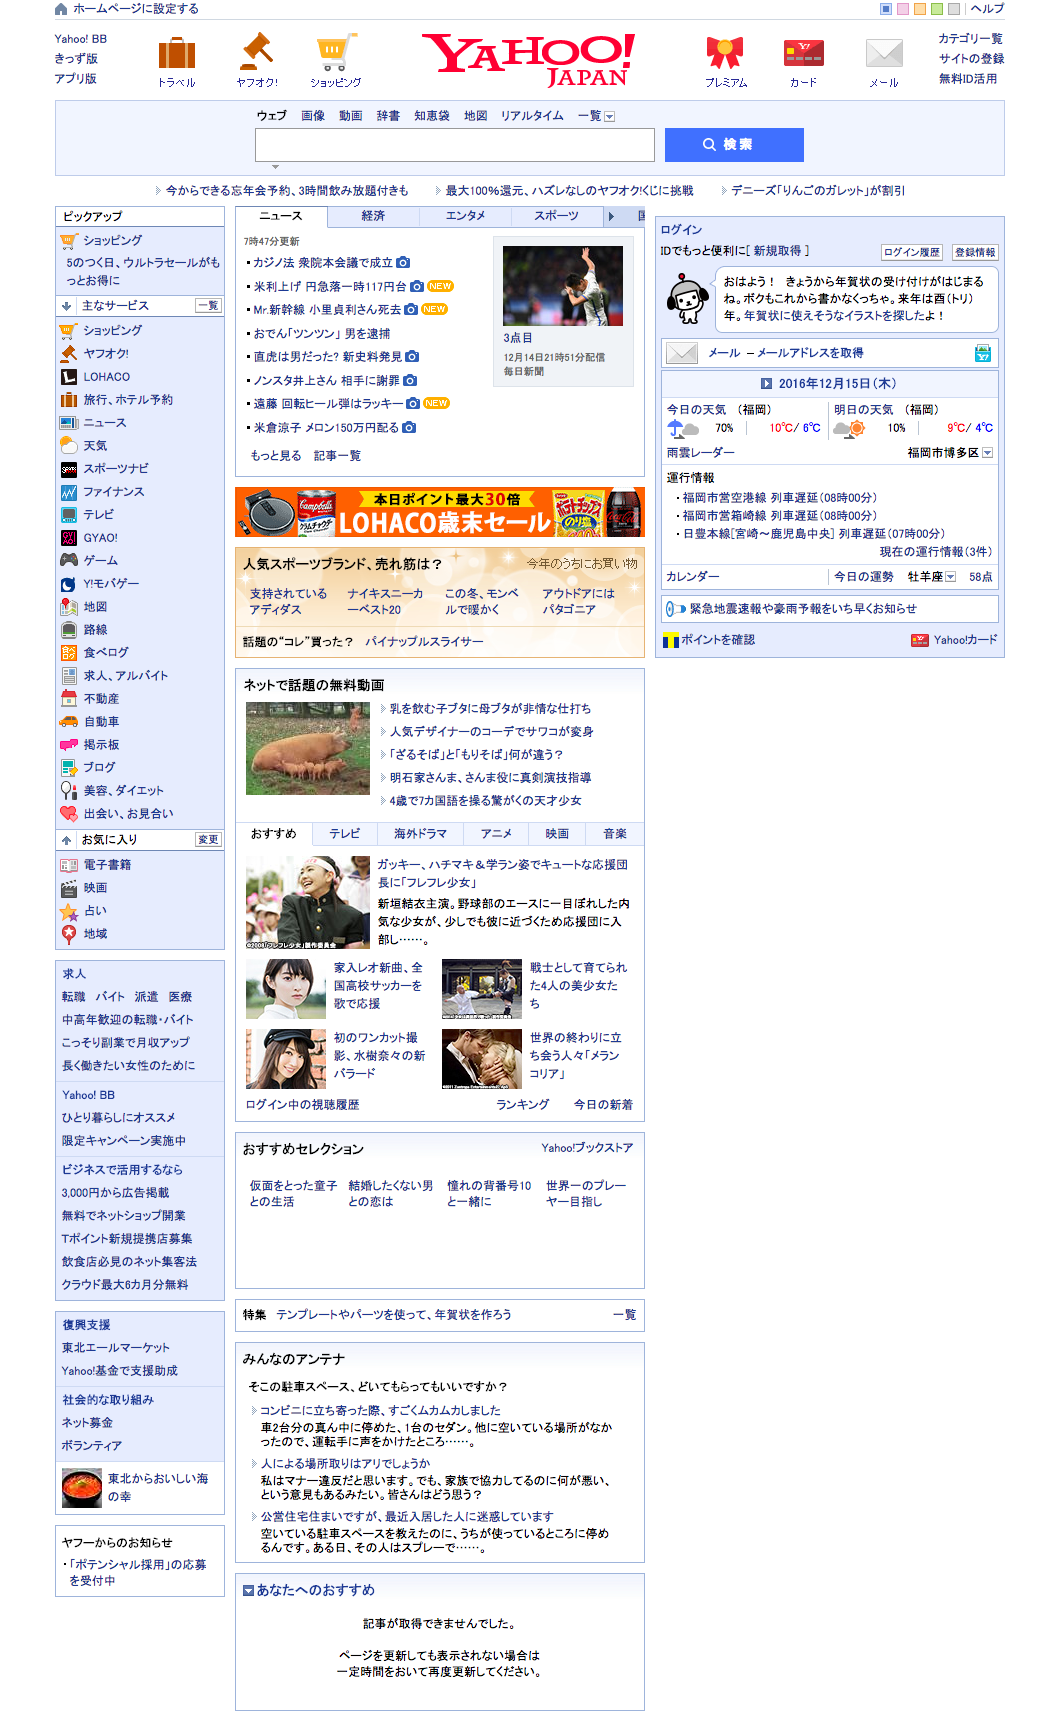 ホームページに設定する
ヘルプ
Yahoo! BB
きっず版
アプリ版
トラベル
ヤフオク!
ショッピング
YAHOO!
JAPAN
プレミアム
カード
メール
カテゴリ一覧
サイトの登録
無料ID活用
ウェブ 画像 動画 辞書 知恵袋 地図 リアルタイム 一覧
検索
今からできる忘年会予約、3時間飲み放題付きも
最大100%還元、ハズレなしのヤフオク!くじに挑戦
デニーズ「りんごのガレット」が割引
ピックアップ
ショッピング
5のつく日、ウルトラセールがも
っとお得に
主なサービス 一覧
ショッピング
ヤフオク!
LOHACO
旅行、ホテル予約
ニュース
天気
スポーツナビ
ファイナンス
テレビ
GYAO!
ゲーム
Y!モバゲー
地図
路線
食べログ
求人、アルバイト
不動産
自動車
掲示板
ブログ
美容、ダイエット
出会い、お見合い
お気に入り 変更
電子書籍
映画
占い
地域
求人
転職 バイト 派遣 医療
中高年歓迎の転職・バイト
こっそり副業で月収アップ
長く働きたい女性のために
Yahoo! BB
ひとり暮らしにオススメ
限定キャンペーン実施中
ビジネスで活用するなら
3,000円から広告掲載
無料でネットショップ開業
Tポイント新規提携店募集
飲食店必見のネット集客法
クラウド最大6カ月分無料
復興支援
東北エールマーケット
Yahoo!基金で支援助成
社会的な取り組み
ネット募金
ボランティア
東北からおいしい海
の幸
ヤフーからのお知らせ
・「ポテンシャル採用」の応募
を受付中
ニュース 経済 エンタメ スポーツ
7時47分更新
カジノ法 衆院本会議で成立
米利上げ 円急落一時117円台 NEW
Mr.新幹線 小里貞利さん死去 NEW
おでん「ツンツン」 男を逮捕
直虎は男だった? 新史料発見
ノンスタ井上さん 相手に謝罪
遠藤 回転ヒール弾はラッキー NEW
米倉涼子 メロン150万円配る
もっと見る 記事一覧
3点目
12月14日21時51分配信
毎日新聞
本日ポイント最大30倍
LOHACO歳末セール
人気スポーツブランド、売れ筋は?
今年のうちにお買い物
支持されている
アディダス
ナイキスニーカ
ーベスト20
この冬、モンベ
ルで暖かく
アウトドアには
パタゴニア
話題の“コレ”買った? パイナップルスライサー
ネットで話題の無料動画
乳を飲む子ブタに母ブタが非情な仕打ち
人気デザイナーのコーデでサワコが変身
「ざるそば」と「もりそば」何が違う?
明石家さんま、さんま役に真剣演技指導
4歳で7カ国語を操る驚がくの天才少女
おすすめ テレビ 海外ドラマ アニメ 映画 音楽
ガッキー、ハチマキ&学ラン姿でキュートな応援団
長に「フレフレ少女」
新垣結衣主演。野球部のエースに一目ぼれした内
気な少女が、少しでも彼に近づくため応援団に入
部し……。
©2008「フレフレ少女」製作委員会
家入レオ新曲、全
国高校サッカーを
歌で応援
戦士として育てられ
た4人の美少女た
ち
初のワンカット撮
影、水樹奈々の新
バラード
世界の終わりに立
ち会う人々「メラン
コリア」
ログイン中の視聴履歴
ランキング 今日の新着
おすすめセレクション
Yahoo!ブックストア
仮面をとった童子
との生活
結婚したくない男
との恋は
憧れの背番号10
と一緒に
世界一のプレー
ヤー目指し
特集 テンプレートやパーツを使って、年賀状を作ろう 一覧
みんなのアンテナ
そこの駐車スペース、どいてもらってもいいですか?
コンビニに立ち寄った際、すごくムカムカしました
車2台分の真ん中に停めた、1台のセダン。他に空いている場所がなか
ったので、運転手に声をかけたところ……。
人による場所取りはアリでしょうか
私はマナー違反だと思います。でも、家族で協力してるのに何が悪い、
という意見もあるみたい。皆さんはどう思う?
公営住宅住まいですが、最近入居した人に迷惑しています
空いている駐車スペースを教えたのに、うちが使っているところに停め
るんです。ある日、その人はスプレーで……。
あなたへのおすすめ
記事が取得できませんでした。
ページを更新しても表示されない場合は
一定時間をおいて再度更新してください。
ログイン
IDでもっと便利に[ 新規取得 ] ログイン履歴 登録情報
おはよう! きょうから年賀状の受け付けがはじまる
ね。ボクもこれから書かなくっちゃ。来年は酉(トリ)
年。年賀状に使えそうなイラストを探したよ!
メール - メールアドレスを取得
2016年12月15日(木)
今日の天気 (福岡)
70% 10℃/ 6℃
明日の天気 (福岡)
10% 9℃/ 4℃
雨雲レーダー 福岡市博多区
運行情報
・福岡市営空港線 列車遅延(08時00分)
・福岡市営箱崎線 列車遅延(08時00分)
・日豊本線[宮崎〜鹿児島中央] 列車遅延(07時00分)
現在の運行情報(3件)
カレンダー 今日の運勢 牡羊座 58点
緊急地震速報や豪雨予報をいち早くお知らせ
ポイントを確認
Yahoo!カード